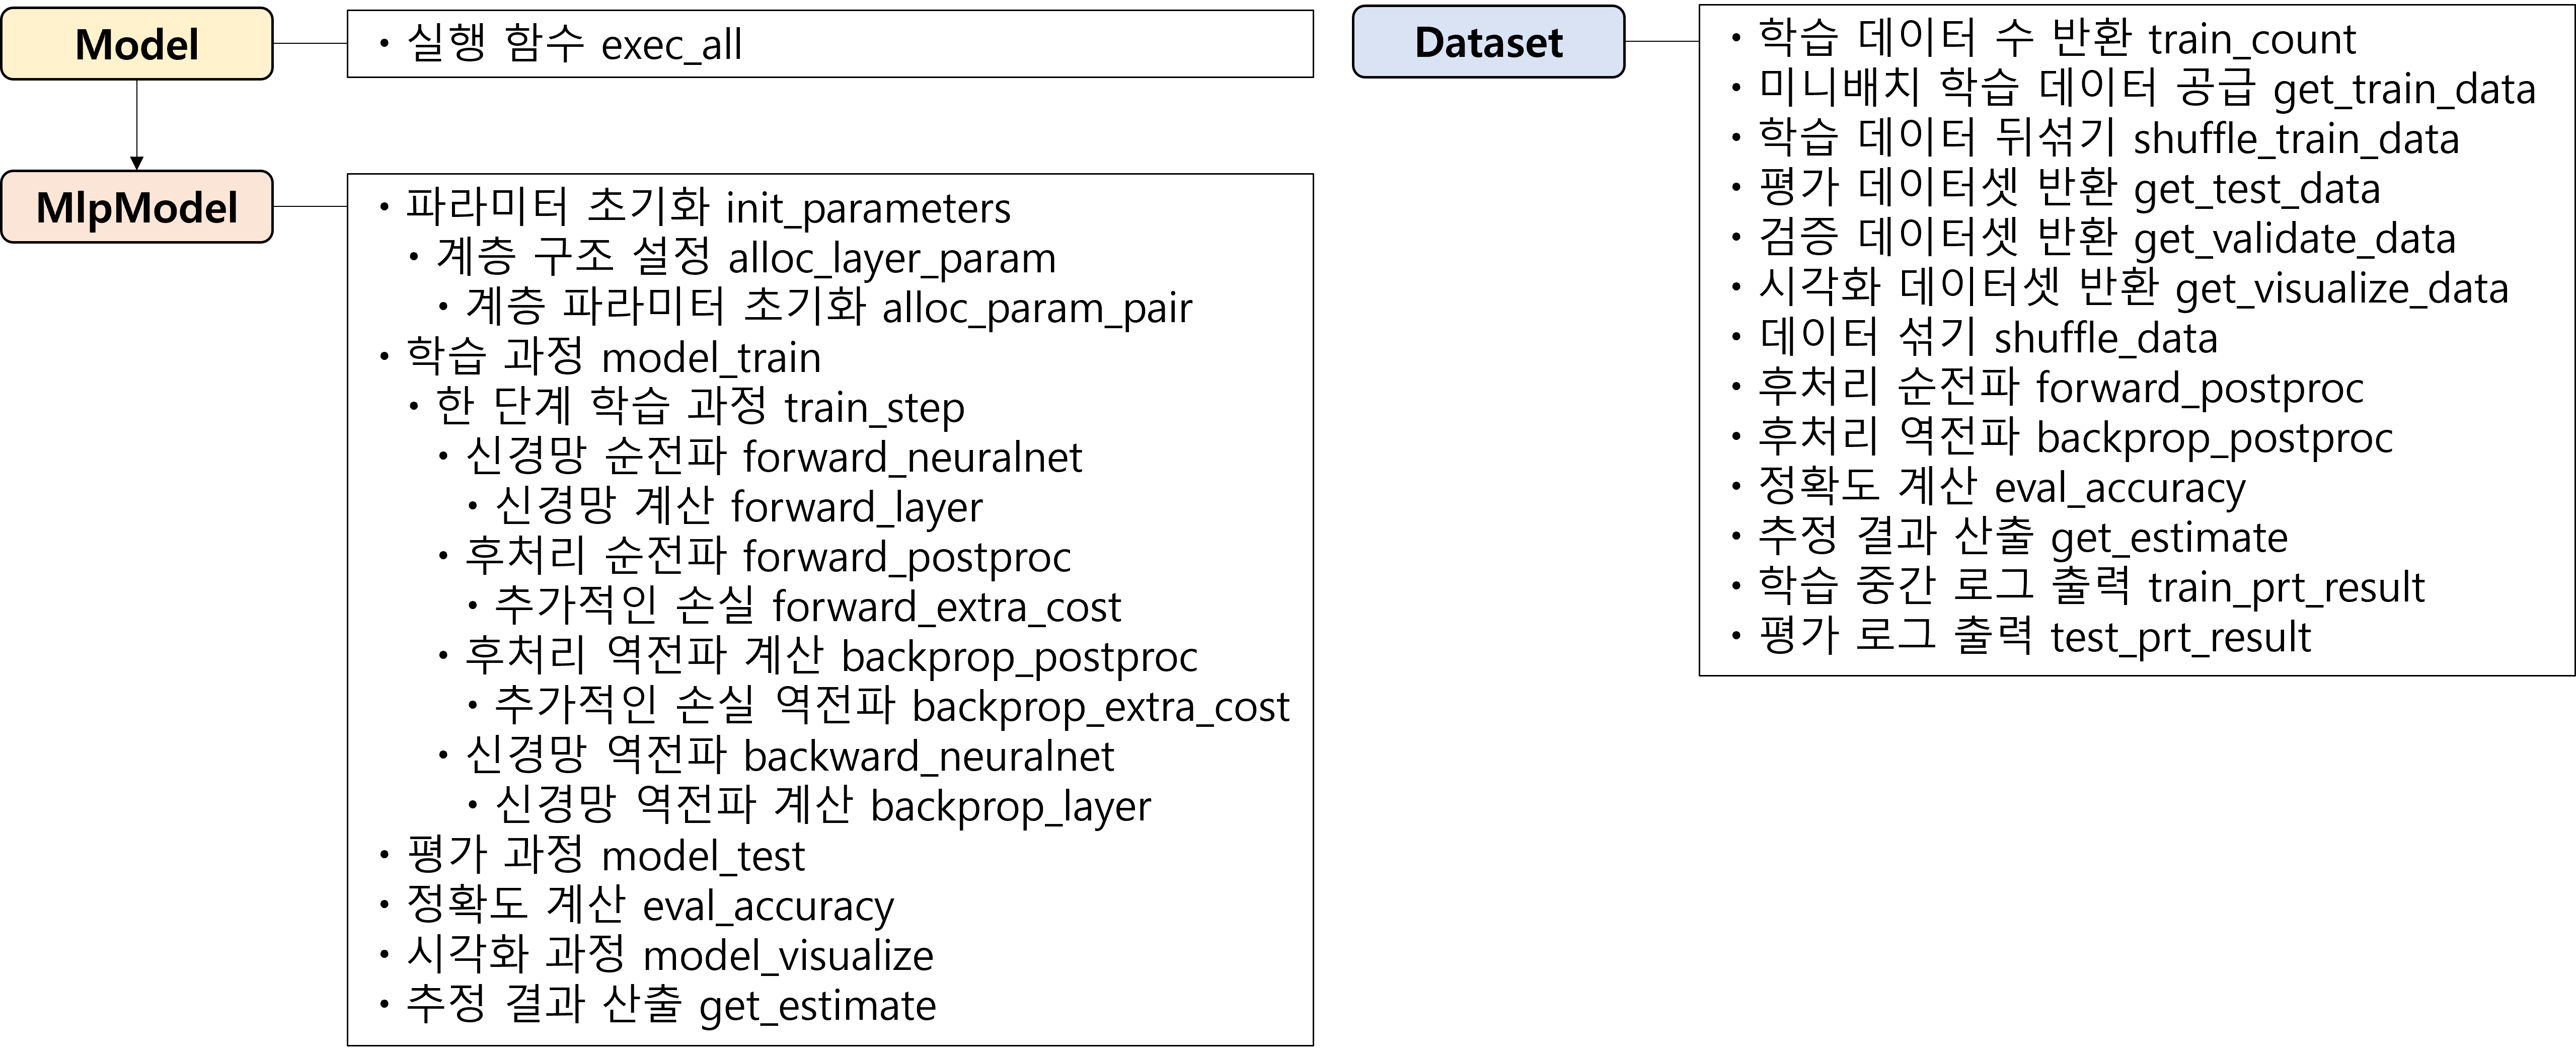 Model
• 실행 함수 exec_all
MlpModel
• 파라미터 초기화 init_parameters
• 계층 구조 설정 alloc_layer_param
• 계층 파라미터 초기화 alloc_param_pair
• 학습 과정 model_train
• 한 단계 학습 과정 train_step
• 신경망 순전파 forward_neuralnet
• 신경망 계산 forward_layer
• 후처리 순전파 forward_postproc
• 추가적인 손실 forward_extra_cost
• 후처리 역전파 계산 backprop_postproc
• 추가적인 손실 역전파 backprop_extra_cost
• 신경망 역전파 backward_neuralnet
• 신경망 역전파 계산 backprop_layer
• 평가 과정 model_test
• 정확도 계산 eval_accuracy
• 시각화 과정 model_visualize
• 추정 결과 산출 get_estimate
Dataset
• 학습 데이터 수 반환 train_count
• 미니배치 학습 데이터 공급 get_train_data
• 학습 데이터 뒤섞기 shuffle_train_data
• 평가 데이터셋 반환 get_test_data
• 검증 데이터셋 반환 get_validate_data
• 시각화 데이터셋 반환 get_visualize_data
• 데이터 섞기 shuffle_data
• 후처리 순전파 forward_postproc
• 후처리 역전파 backprop_postproc
• 정확도 계산 eval_accuracy
• 추정 결과 산출 get_estimate
• 학습 중간 로그 출력 train_prt_result
• 평가 로그 출력 test_prt_result